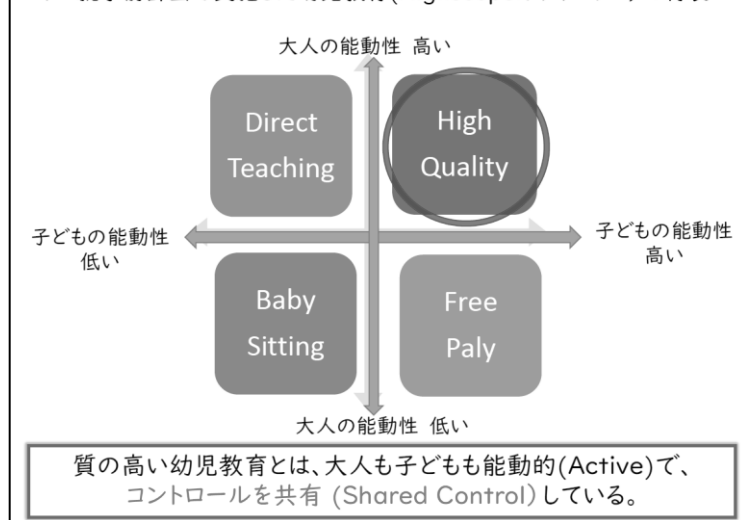 大人の能動性 高い
Direct
Teaching
High
Quality
子どもの能動性
低い
子どもの能動性
高い
Baby
Sitting
Free
Paly
大人の能動性 低い
質の高い幼児教育とは、大人も子どもも能動的(Active)で、
コントロールを共有 (Shared Control)している。